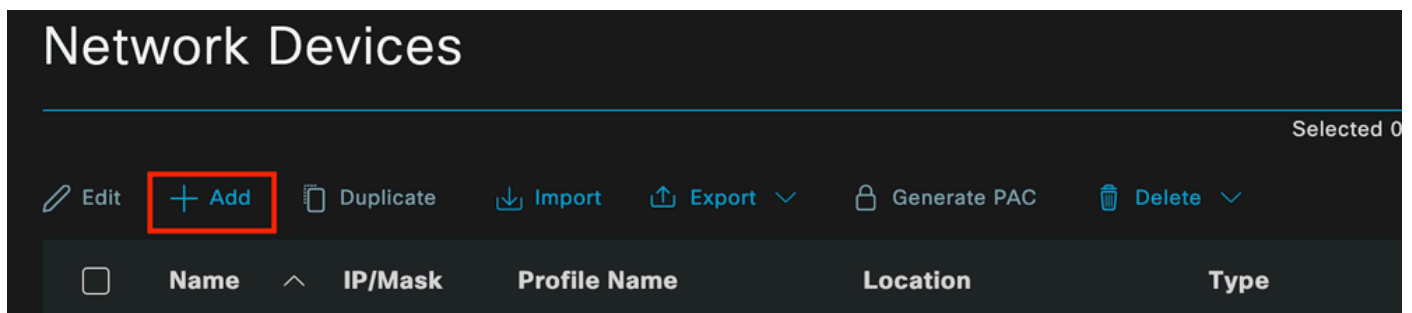 Network Devices
Selected 0
Edit Add Duplicate Import Export Generate PAC Delete
Name IP/Mask Profile Name Location Type